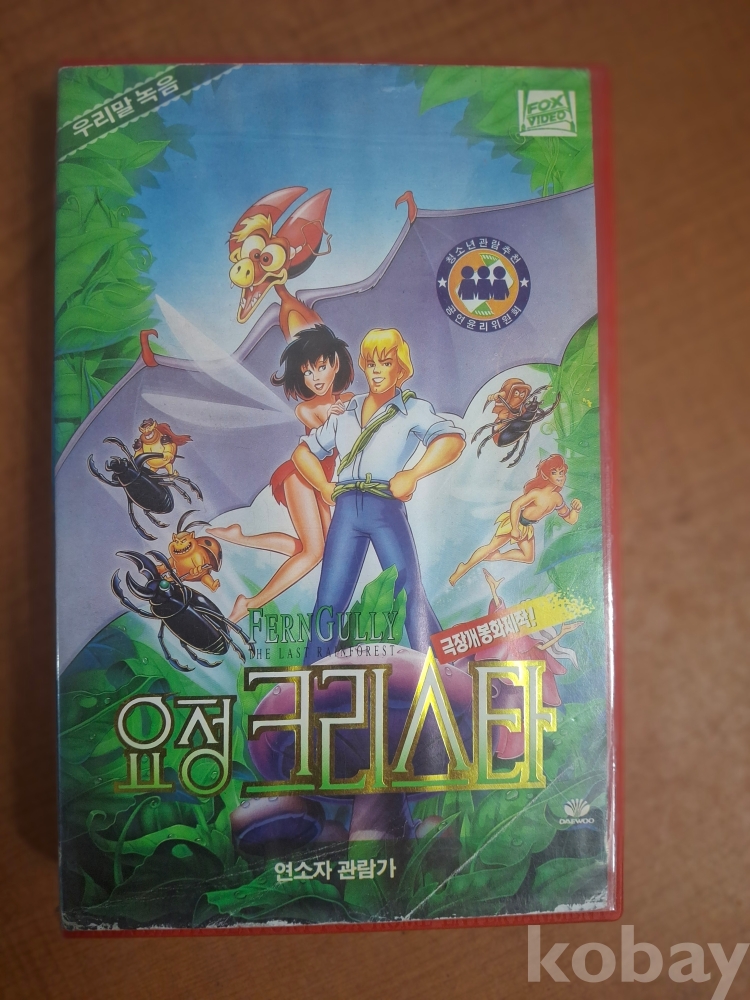 우리말 녹음
FOX
VIDEO
청소년관람추천
공연윤리위원회
FERNGULLY
THE LAST RAINFOREST
극장개봉화제작!
요정 크리스타
DAEWOO
연소자 관람가
kobay